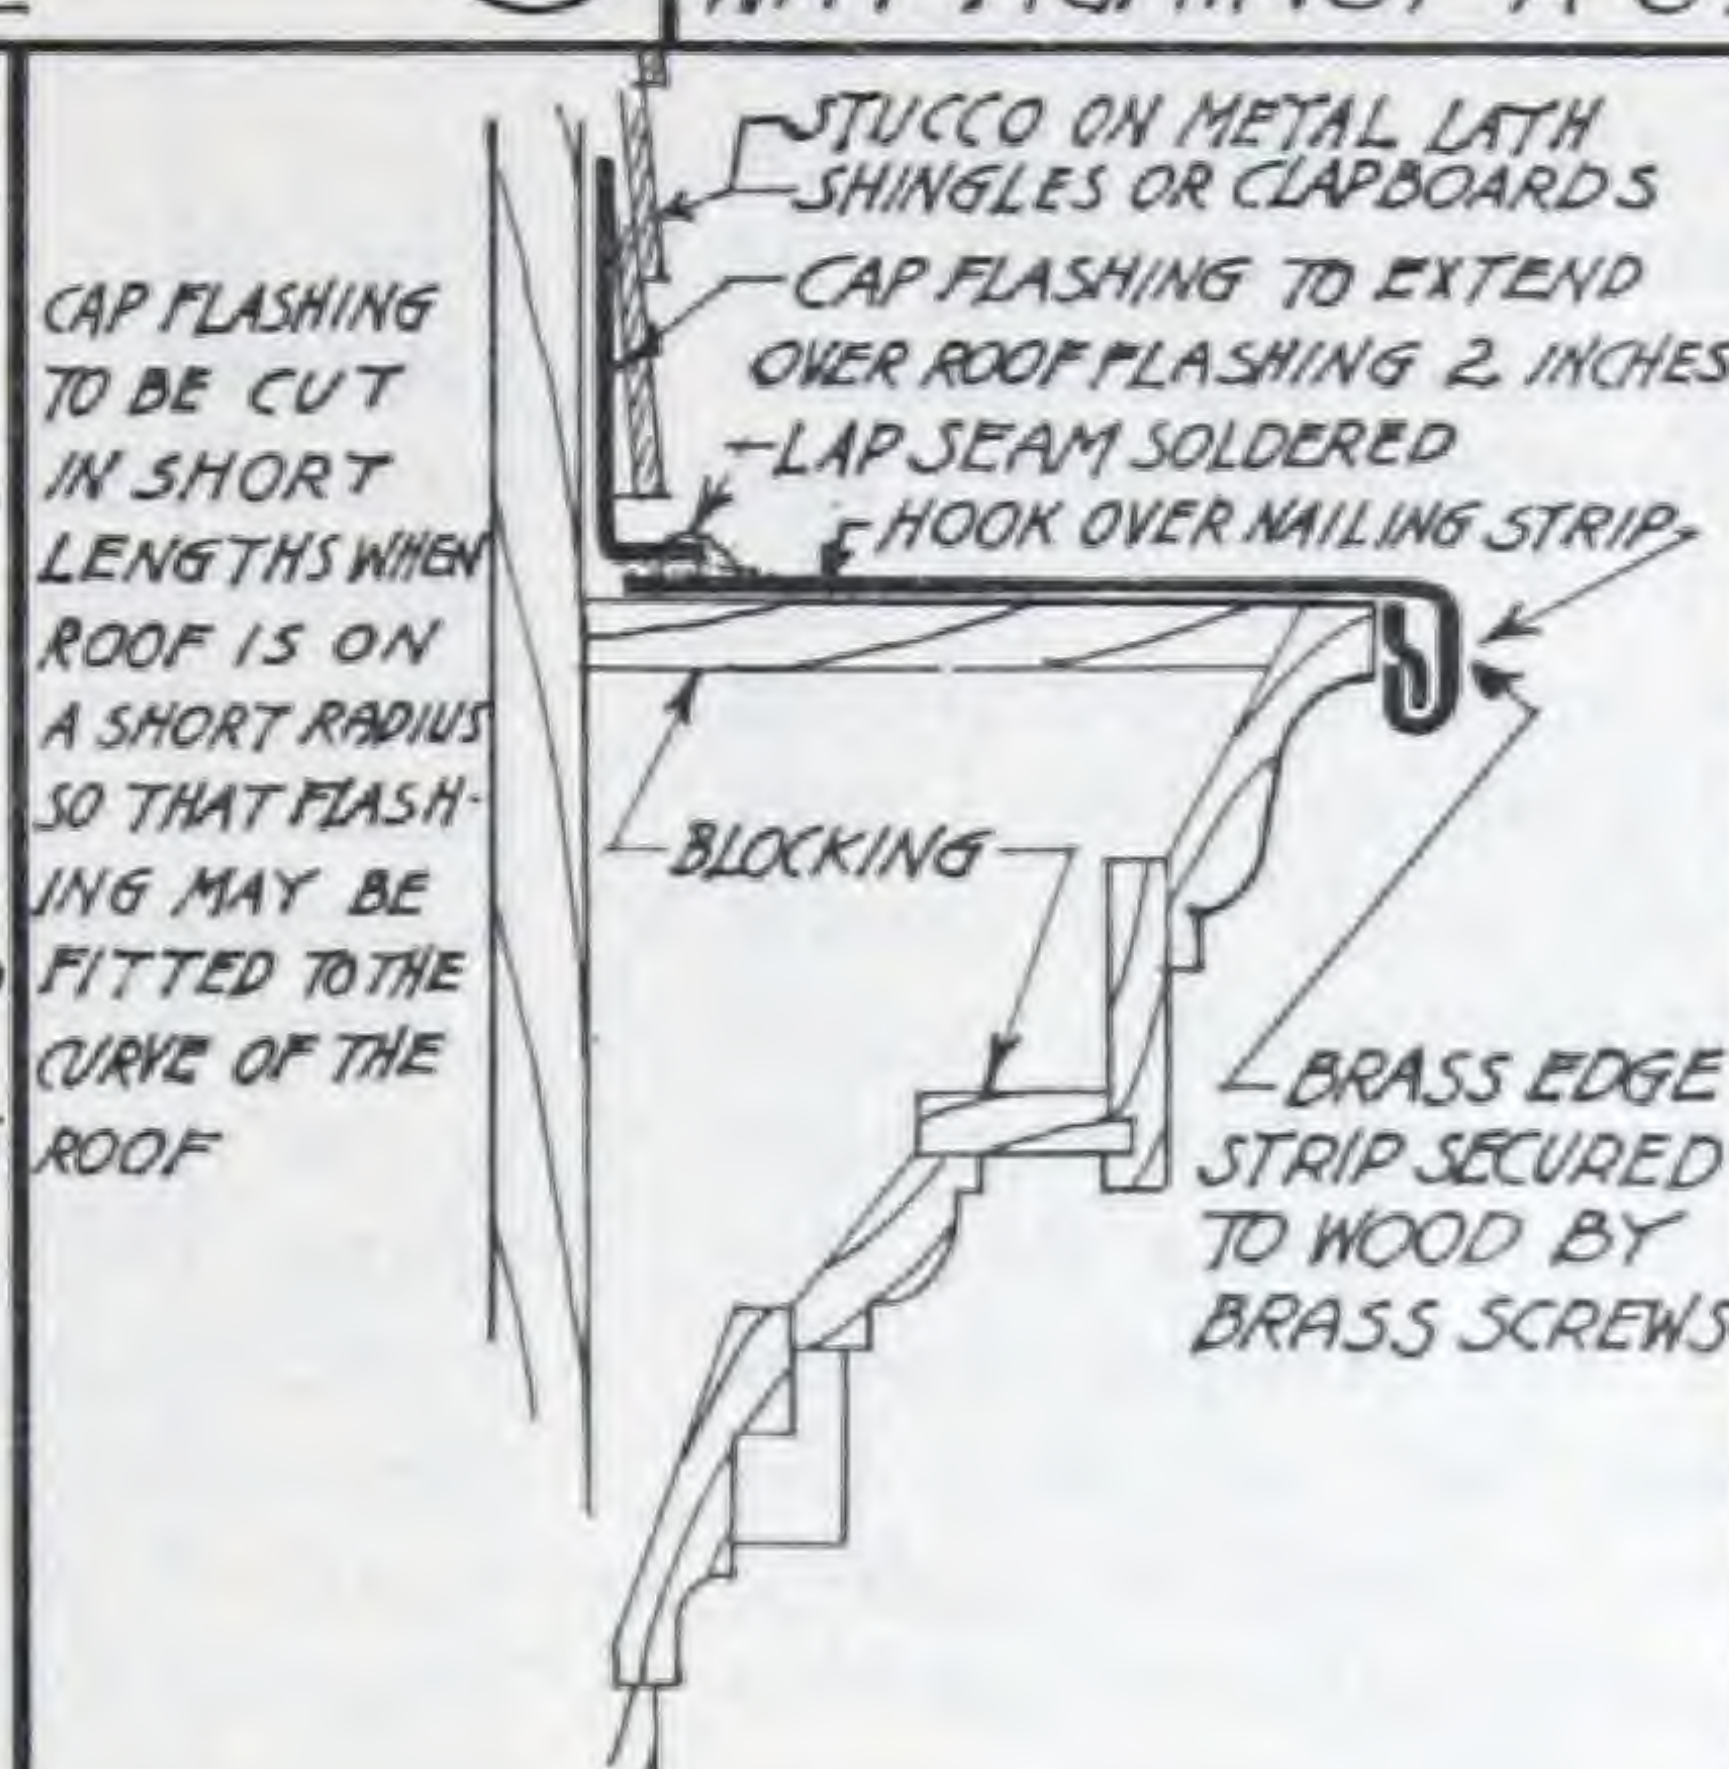 STUCCO ON METAL LATH
SHINGLES OR CLAPBOARDS
CAP FLASHING TO EXTEND
OVER ROOF FLASHING 2 INCHES
LAP SEAM SOLDERED
HOOK OVER NAILING STRIP
CAP FLASHING
TO BE CUT
IN SHORT
LENGTHS WHEN
ROOF IS ON
A SHORT RADIUS
SO THAT FLASH-
ING MAY BE
FITTED TO THE
CURVE OF THE
ROOF
BLOCKING
BRASS EDGE
STRIP SECURED
TO WOOD BY
BRASS SCREWS